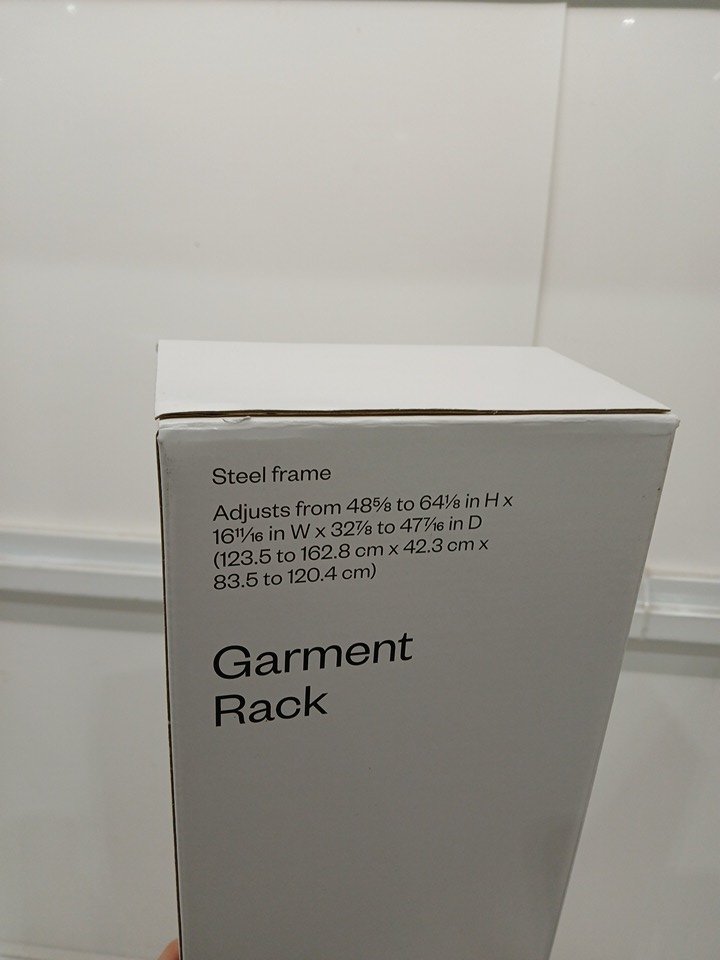 Steel frame
Adjusts from 48⅝ to 64⅛ in H x
16¹¹⁄₁₆ in W x 32⅞ to 47⁷⁄₁₆ in D
(123.5 to 162.8 cm x 42.3 cm x
83.5 to 120.4 cm)
Garment
Rack